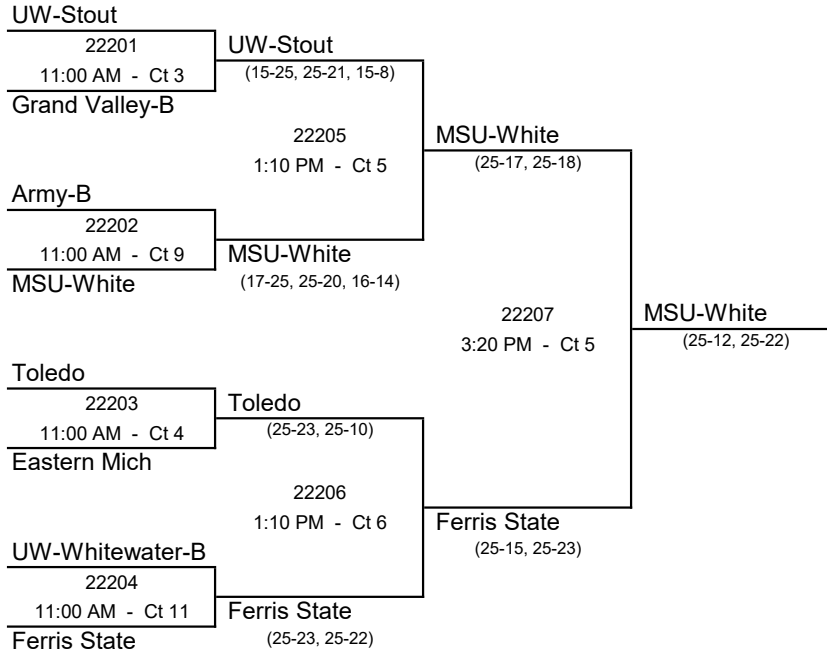 UW-Stout
22201
11:00 AM - Ct 3
Grand Valley-B
UW-Stout
(15-25, 25-21, 15-8)
22205
1:10 PM - Ct 5
MSU-White
(25-17, 25-18)
Army-B
22202
11:00 AM - Ct 9
MSU-White
MSU-White
(17-25, 25-20, 16-14)
22207
3:20 PM - Ct 5
MSU-White
(25-12, 25-22)
Toledo
22203
11:00 AM - Ct 4
Eastern Mich
Toledo
(25-23, 25-10)
22206
1:10 PM - Ct 6
Ferris State
(25-15, 25-23)
UW-Whitewater-B
22204
11:00 AM - Ct 11
Ferris State
Ferris State
(25-23, 25-22)